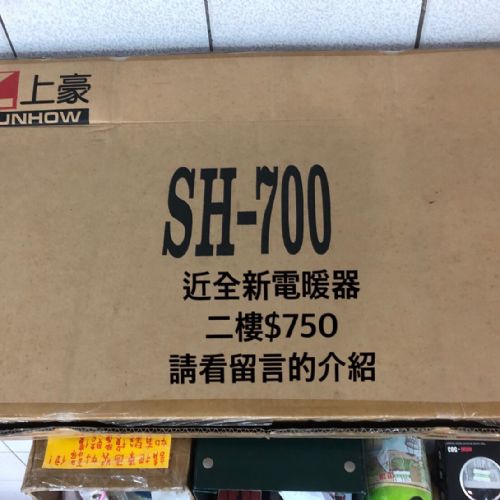 上豪
UNHOW
SH-700
近全新電暖器
二樓$750
請看留言的介紹